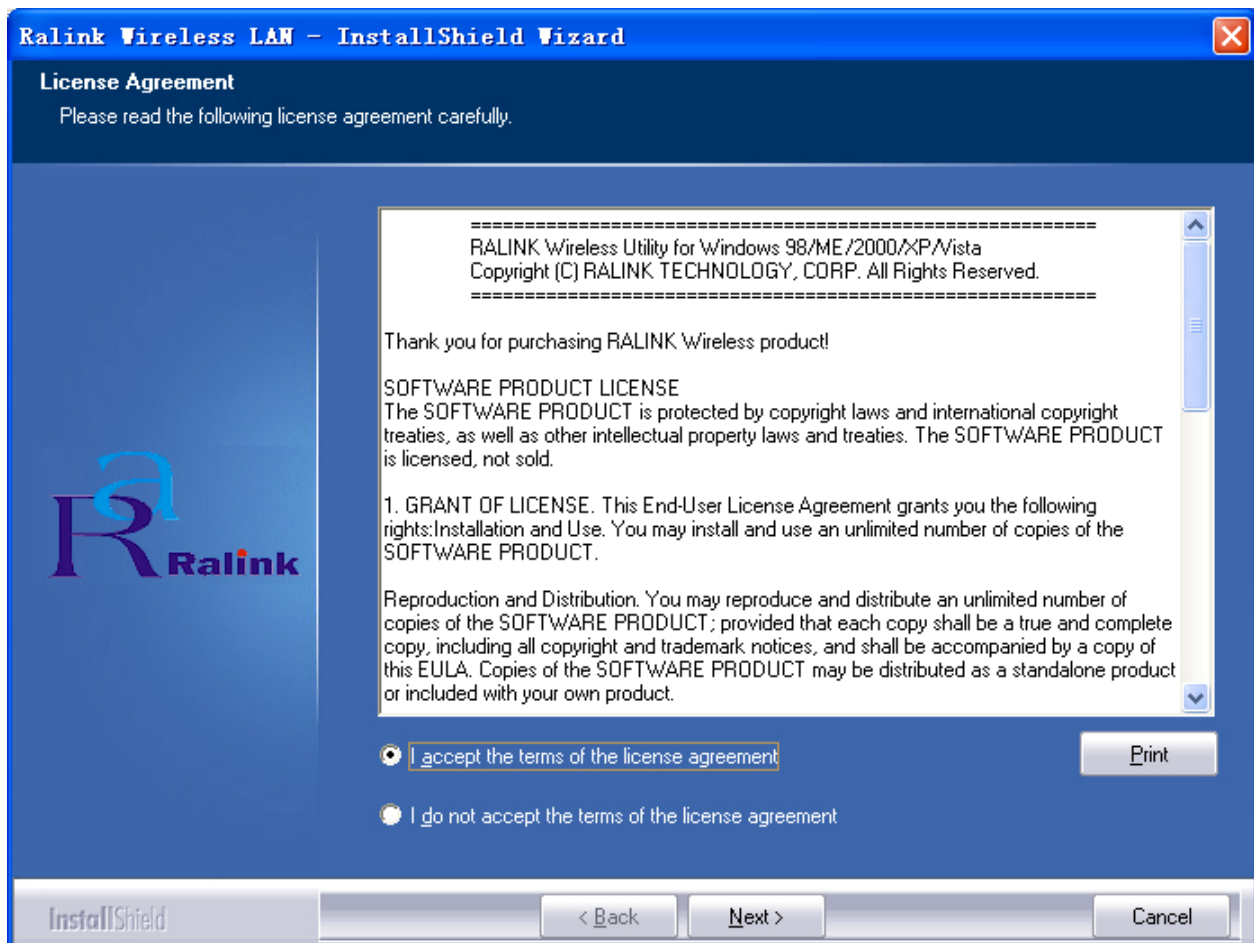 Ralink Wireless LAN - InstallShield Wizard
License Agreement
Please read the following license agreement carefully.
==========================================================
RALINK Wireless Utility for Windows 98/ME/2000/XP/Vista
Copyright (C) RALINK TECHNOLOGY, CORP. All Rights Reserved.
==========================================================
Thank you for purchasing RALINK Wireless product!
SOFTWARE PRODUCT LICENSE
The SOFTWARE PRODUCT is protected by copyright laws and international copyright
treaties, as well as other intellectual property laws and treaties. The SOFTWARE PRODUCT
is licensed, not sold.
1. GRANT OF LICENSE. This End-User License Agreement grants you the following
rights:Installation and Use. You may install and use an unlimited number of copies of the
SOFTWARE PRODUCT.
Reproduction and Distribution. You may reproduce and distribute an unlimited number of
copies of the SOFTWARE PRODUCT; provided that each copy shall be a true and complete
copy, including all copyright and trademark notices, and shall be accompanied by a copy of
this EULA. Copies of the SOFTWARE PRODUCT may be distributed as a standalone product
or included with your own product.
Ra
Ralink
I accept the terms of the license agreement
Print
I do not accept the terms of the license agreement
InstallShield
< Back
Next >
Cancel